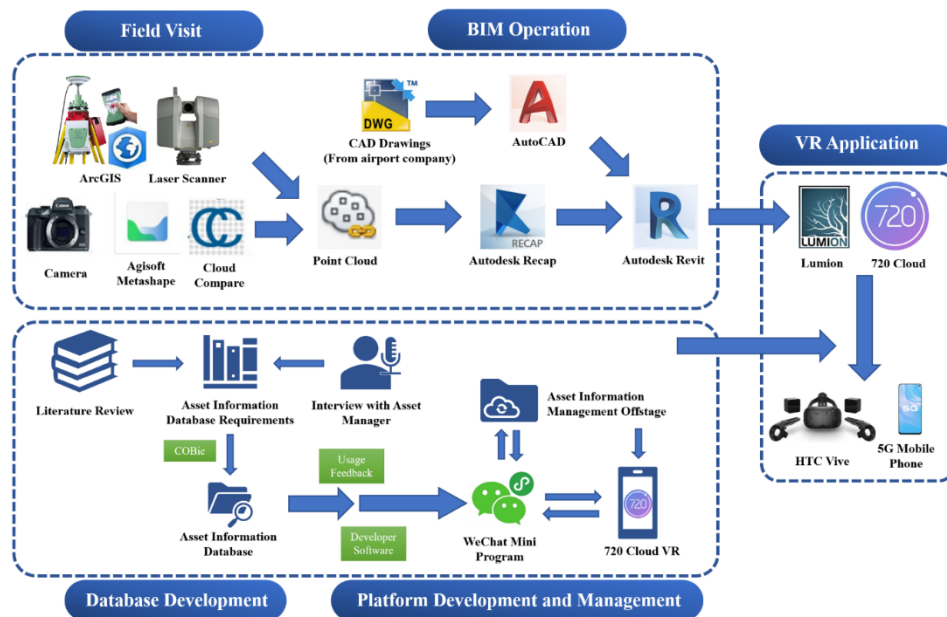 Field Visit
BIM Operation
TM
DWG
CAD Drawings
(From airport company)
AutoCAD
ArcGIS
Laser Scanner
VR Application
Camera
Agisoft
Metashape
Cloud
Compare
Point Cloud
RECAP
Autodesk Recap
Autodesk Revit
LUMION
Lumion
720
720 Cloud
Literature Review
Asset Information
Database Requirements
Interview with Asset
Manager
Asset Information
Management Offstage
COBie
Usage
Feedback
Asset Information
Database
Developer
Software
WeChat Mini
Program
720
720 Cloud VR
HTC Vive
5G
5G Mobile
Phone
Database Development
Platform Development and Management